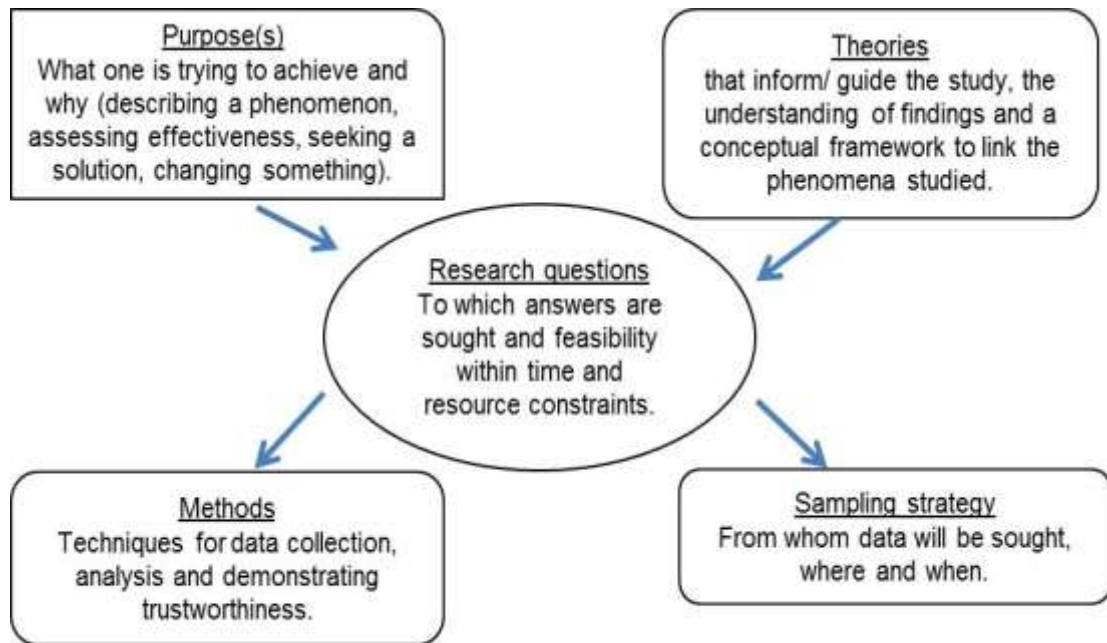 Purpose(s)
What one is trying to achieve and
why (describing a phenomenon,
assessing effectiveness, seeking a
solution, changing something).
Theories
that inform/ guide the study, the
understanding of findings and a
conceptual framework to link the
phenomena studied.
Research questions
To which answers are
sought and feasibility
within time and
resource constraints.
Methods
Techniques for data collection,
analysis and demonstrating
trustworthiness.
Sampling strategy
From whom data will be sought,
where and when.